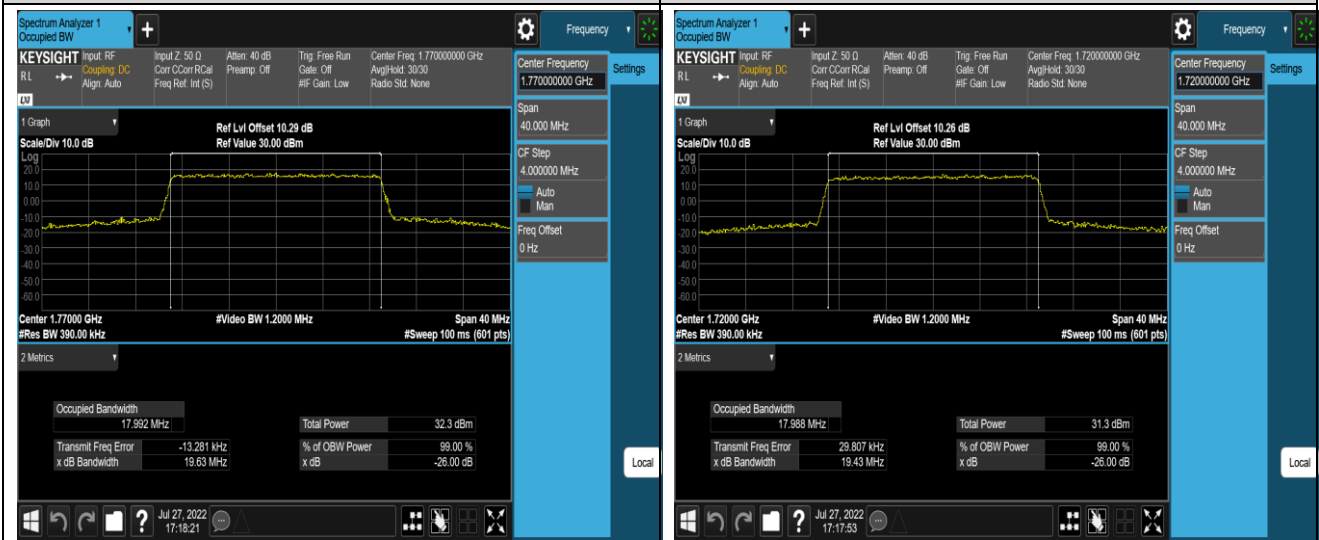 Spectrum Analyzer 1
Occupied BW
+
Frequency
KEYSIGHT
Input: RF
Coupling: DC
Align: Auto
Input Z: 50 Ω
Corr CCorr RCal
Freq Ref: Int (S)
Atten: 40 dB
Preamp: Off
Trig: Free Run
Gate: Off
#IF Gain: Low
Center Freq: 1.770000000 GHz
Avg|Hold: 30/30
Radio Std: None
RL
LXI
Center Frequency
1.770000000 GHz
Settings
Span
40.000 MHz
CF Step
4.000000 MHz
Auto
Man
Freq Offset
0 Hz
Local
1 Graph
Scale/Div 10.0 dB
Ref Lvl Offset 10.29 dB
Ref Value 30.00 dBm
Log
20.0
10.0
0.00
-10.0
-20.0
-30.0
-40.0
-50.0
-60.0
Center 1.77000 GHz
#Res BW 390.00 kHz
#Video BW 1.2000 MHz
Span 40 MHz
#Sweep 100 ms (601 pts)
2 Metrics
Occupied Bandwidth
17.992 MHz
Total Power 32.3 dBm
Transmit Freq Error -13.281 kHz
% of OBW Power 99.00 %
x dB Bandwidth 19.63 MHz
x dB -26.00 dB
?
Jul 27, 2022
17:18:21
Spectrum Analyzer 1
Occupied BW
+
Frequency
KEYSIGHT
Input: RF
Coupling: DC
Align: Auto
Input Z: 50 Ω
Corr CCorr RCal
Freq Ref: Int (S)
Atten: 40 dB
Preamp: Off
Trig: Free Run
Gate: Off
#IF Gain: Low
Center Freq: 1.720000000 GHz
Avg|Hold: 30/30
Radio Std: None
RL
LXI
Center Frequency
1.720000000 GHz
Settings
Span
40.000 MHz
CF Step
4.000000 MHz
Auto
Man
Freq Offset
0 Hz
Local
1 Graph
Scale/Div 10.0 dB
Ref Lvl Offset 10.26 dB
Ref Value 30.00 dBm
Log
20.0
10.0
0.00
-10.0
-20.0
-30.0
-40.0
-50.0
-60.0
Center 1.72000 GHz
#Res BW 390.00 kHz
#Video BW 1.2000 MHz
Span 40 MHz
#Sweep 100 ms (601 pts)
2 Metrics
Occupied Bandwidth
17.988 MHz
Total Power 31.3 dBm
Transmit Freq Error 29.807 kHz
% of OBW Power 99.00 %
x dB Bandwidth 19.43 MHz
x dB -26.00 dB
?
Jul 27, 2022
17:17:53